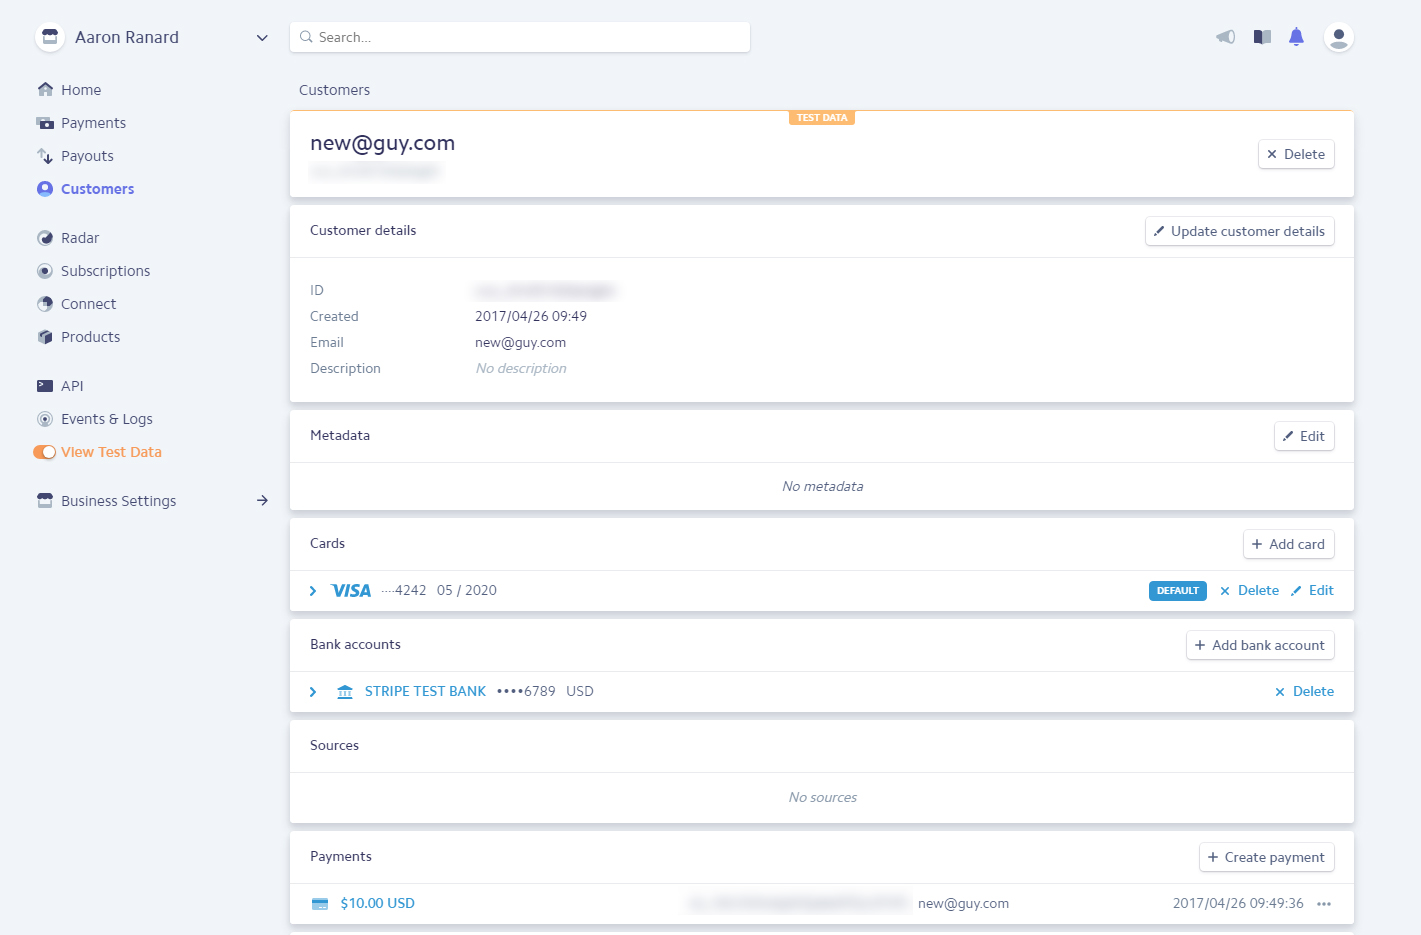 Aaron Ranard
Search...
Home
Payments
Payouts
Customers
Radar
Subscriptions
Connect
Products
API
Events & Logs
View Test Data
Business Settings
Customers
TEST DATA
new@guy.com
Delete
Customer details
Update customer details
ID
Created 2017/04/26 09:49
Email new@guy.com
Description No description
Metadata
Edit
No metadata
Cards
Add card
VISA ····4242 05 / 2020 DEFAULT Delete Edit
Bank accounts
Add bank account
STRIPE TEST BANK ••••6789 USD Delete
Sources
No sources
Payments
Create payment
$10.00 USD new@guy.com 2017/04/26 09:49:36